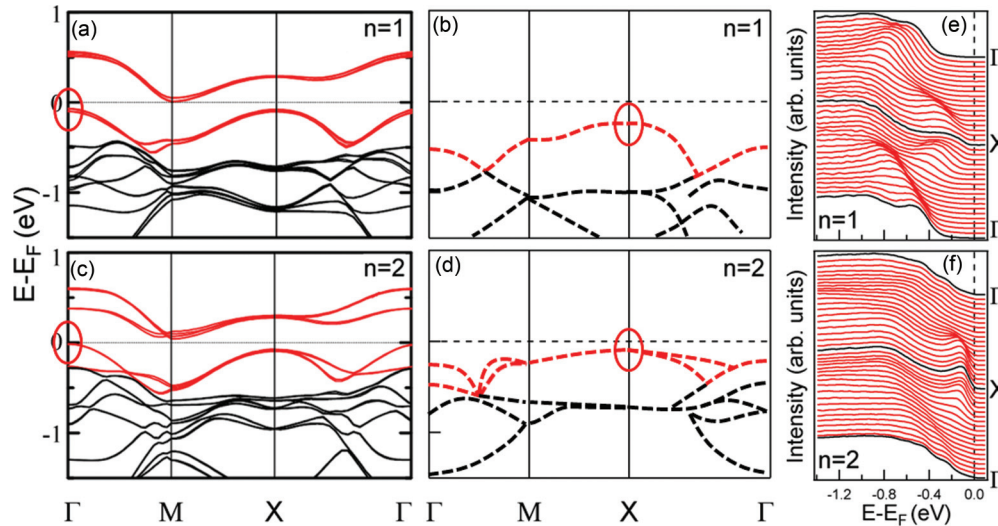 (a) n=1
(b) n=1
(e)
1
0
-1
Γ
X
Γ
n=1
Intensity (arb. units)
E-E_F (eV)
(c) n=2
(d) n=2
(f)
1
0
-1
Γ
X
Γ
n=2
Intensity (arb. units)
Γ M X Γ
Γ M X Γ
-1.2 -0.8 -0.4 0.0
E-E_F (eV)